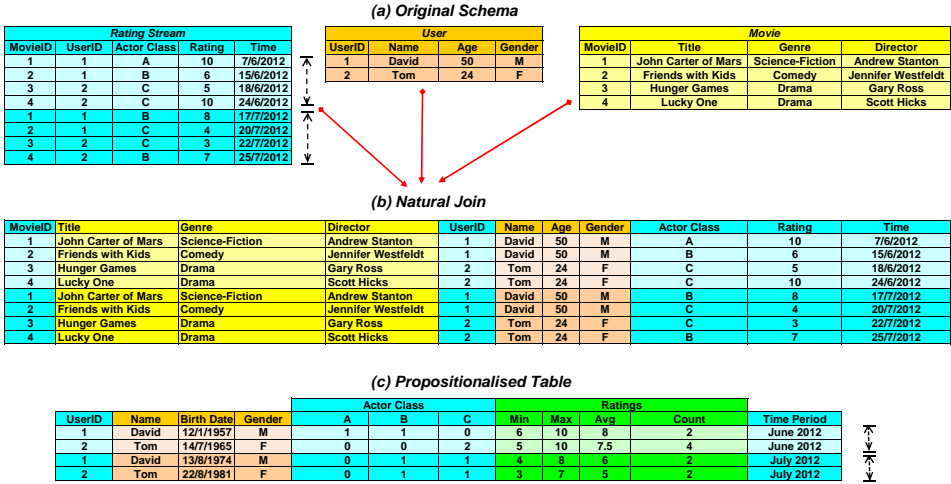 (a) Original Schema
Rating Stream
MovieID UserID Actor Class Rating Time
1 1 A 10 7/6/2012
2 1 B 6 15/6/2012
3 2 C 5 18/6/2012
4 2 C 10 24/6/2012
1 1 B 8 17/7/2012
2 1 C 4 20/7/2012
3 2 C 3 22/7/2012
4 2 B 7 25/7/2012
User
UserID Name Age Gender
1 David 50 M
2 Tom 24 F
Movie
MovieID Title Genre Director
1 John Carter of Mars Science-Fiction Andrew Stanton
2 Friends with Kids Comedy Jennifer Westfeldt
3 Hunger Games Drama Gary Ross
4 Lucky One Drama Scott Hicks
(b) Natural Join
MovieID Title Genre Director UserID Name Age Gender Actor Class Rating Time
1 John Carter of Mars Science-Fiction Andrew Stanton 1 David 50 M A 10 7/6/2012
2 Friends with Kids Comedy Jennifer Westfeldt 1 David 50 M B 6 15/6/2012
3 Hunger Games Drama Gary Ross 2 Tom 24 F C 5 18/6/2012
4 Lucky One Drama Scott Hicks 2 Tom 24 F C 10 24/6/2012
1 John Carter of Mars Science-Fiction Andrew Stanton 1 David 50 M B 8 17/7/2012
2 Friends with Kids Comedy Jennifer Westfeldt 1 David 50 M C 4 20/7/2012
3 Hunger Games Drama Gary Ross 2 Tom 24 F C 3 22/7/2012
4 Lucky One Drama Scott Hicks 2 Tom 24 F B 7 25/7/2012
(c) Propositionalised Table
Actor Class Ratings
UserID Name Birth Date Gender A B C Min Max Avg Count Time Period
1 David 12/1/1957 M 1 1 0 6 10 8 2 June 2012
2 Tom 14/7/1965 F 0 0 2 5 10 7.5 4 June 2012
1 David 13/8/1974 M 0 1 1 4 8 6 2 July 2012
2 Tom 22/8/1981 F 0 1 1 3 7 5 2 July 2012